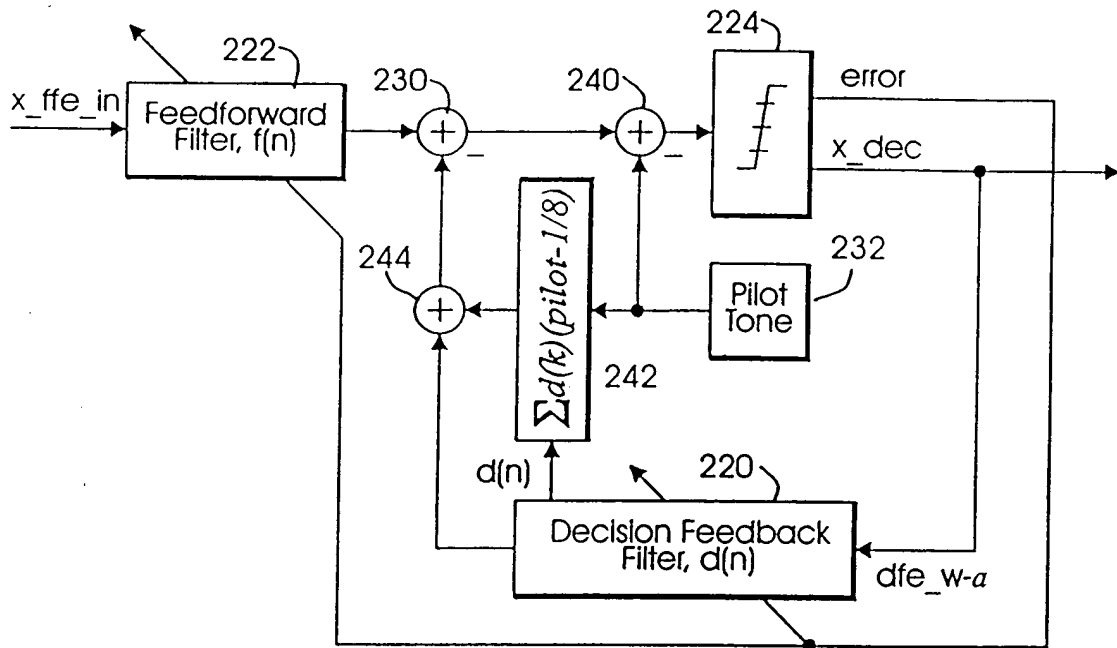 222
230
240
224
x_ffe_in
Feedforward
Filter, f(n)
+
−
+
−
error
x_dec
244
+
∑d(k)(pilot-1/8)
242
Pilot
Tone
232
d(n)
220
Decision Feedback
Filter, d(n)
dfe_w-a